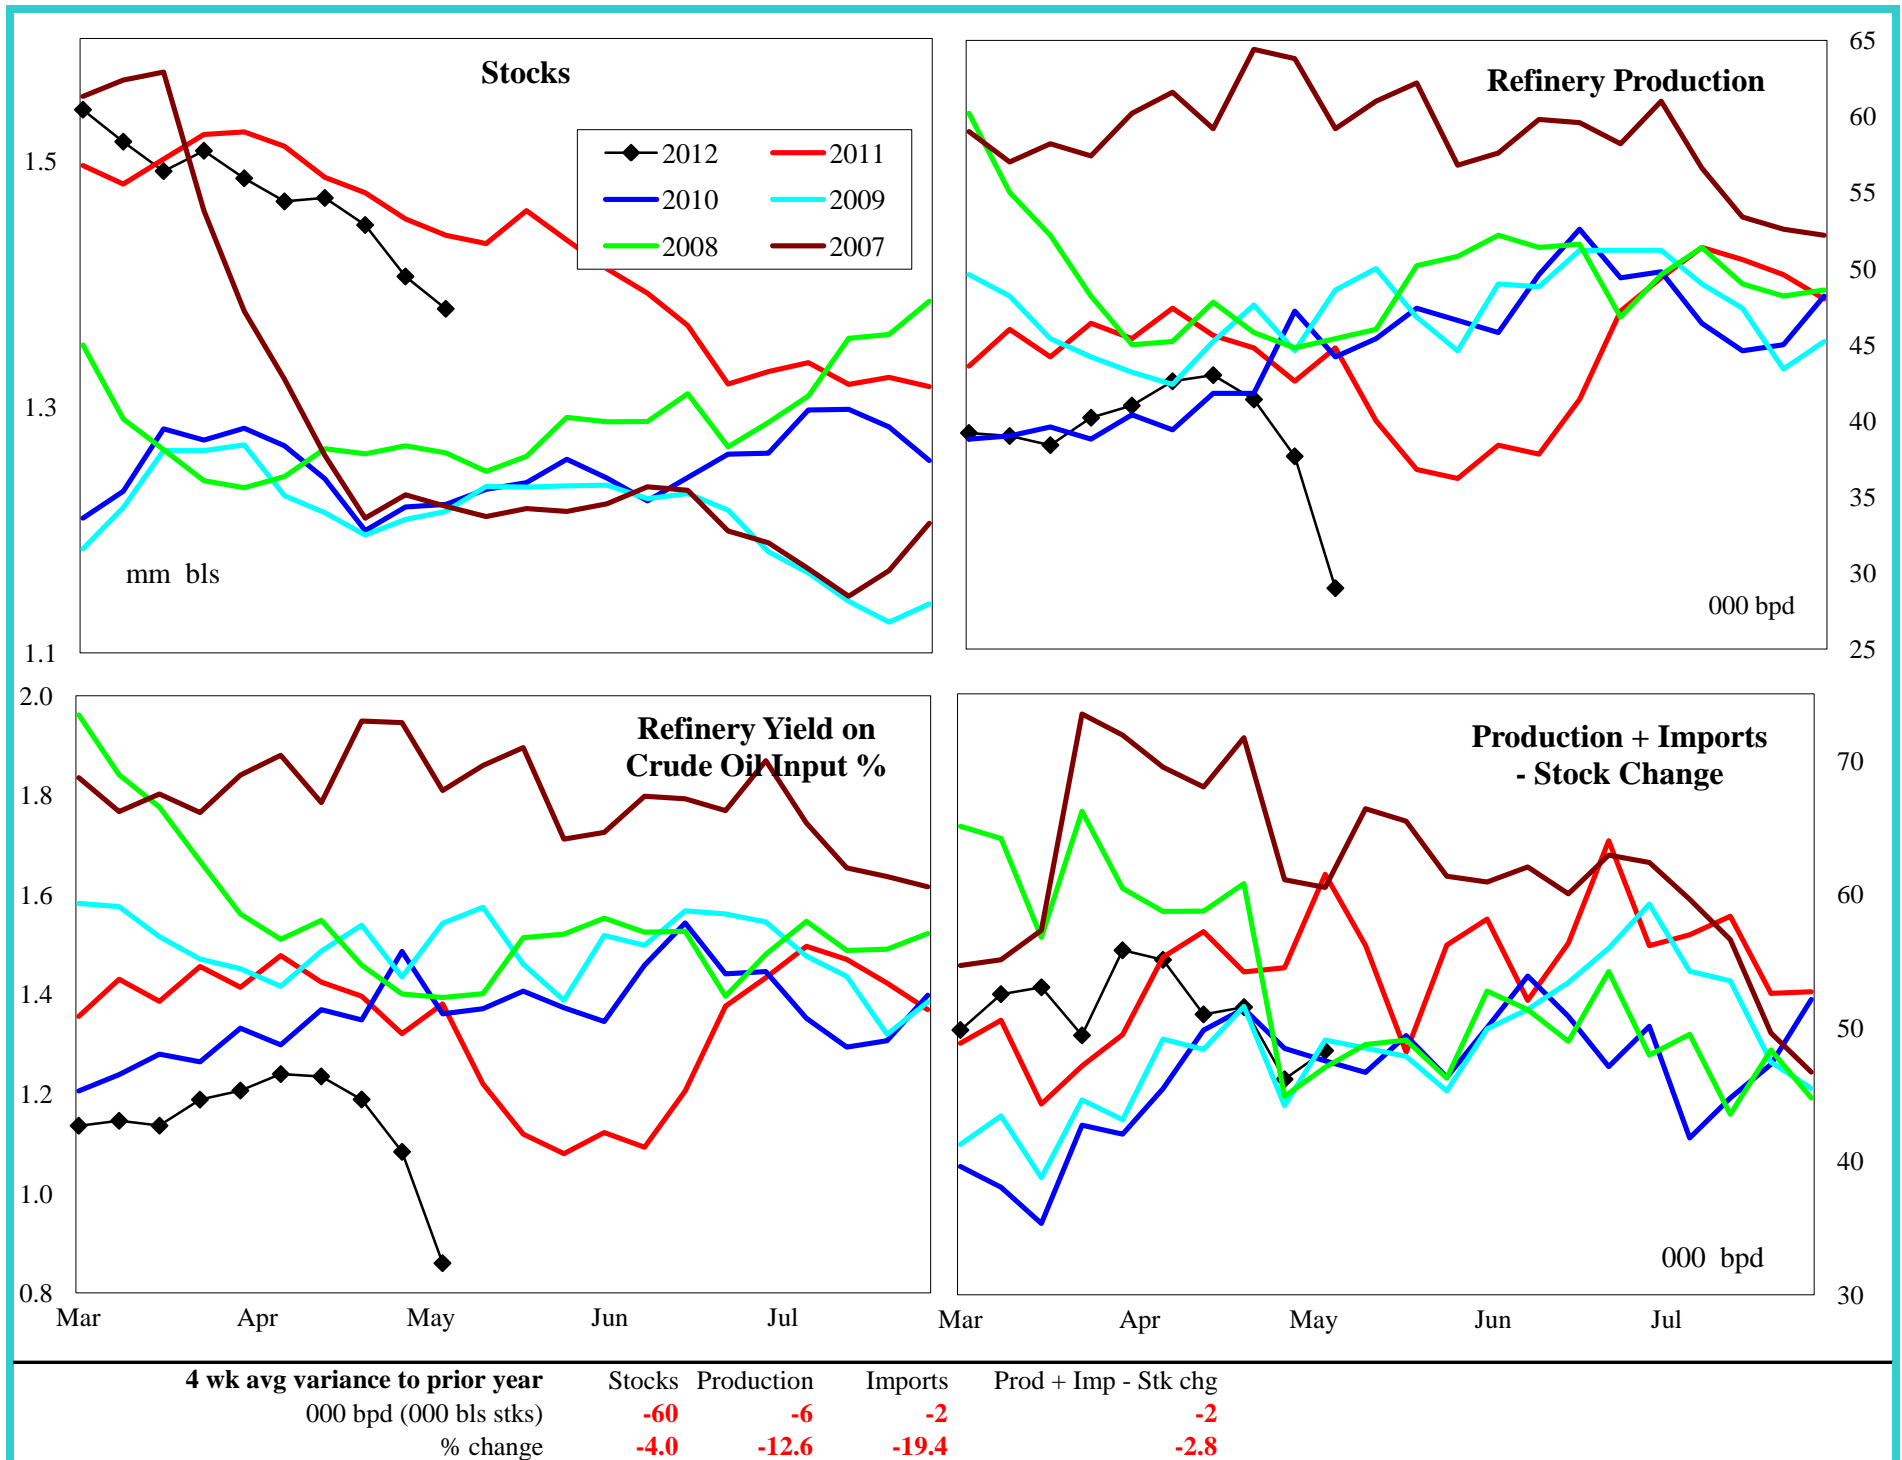 Stocks
2012
2011
2010
2009
2008
2007
1.5
1.3
1.1
mm bls
Refinery Production
65
60
55
50
45
40
35
30
25
000 bpd
Refinery Yield on
Crude Oil Input %
2.0
1.8
1.6
1.4
1.2
1.0
0.8
Mar Apr May Jun Jul
Production + Imports
- Stock Change
70
60
50
40
30
000 bpd
Mar Apr May Jun Jul
4 wk avg variance to prior year Stocks Production Imports Prod + Imp - Stk chg
000 bpd (000 bls stks) -60 -6 -2 -2
% change -4.0 -12.6 -19.4 -2.8